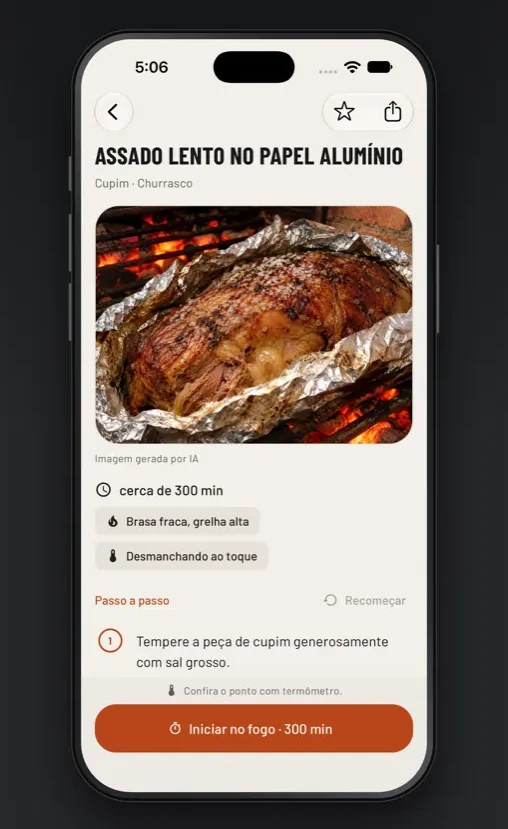 5:06
ASSADO LENTO NO PAPEL ALUMÍNIO
Cupim · Churrasco
Imagem gerada por IA
cerca de 300 min
Brasa fraca, grelha alta
Desmanchando ao toque
Passo a passo
Recomeçar
1
Tempere a peça de cupim generosamente
com sal grosso.
Confira o ponto com termômetro.
Iniciar no fogo · 300 min